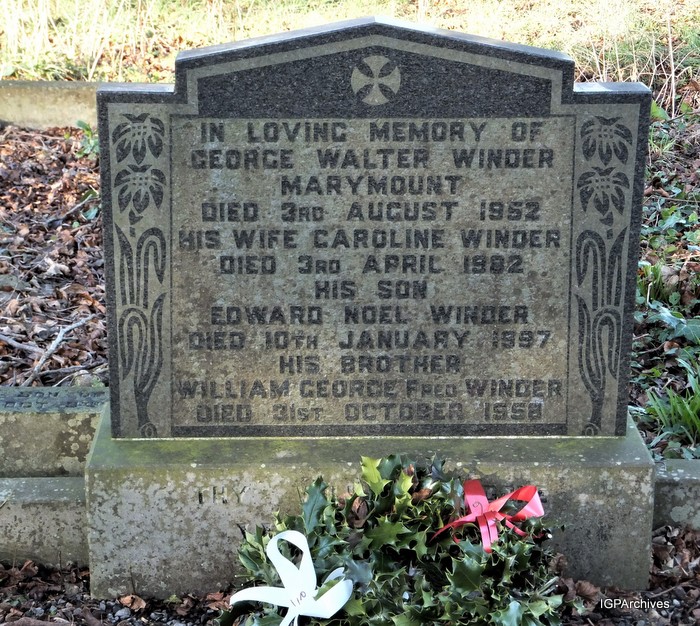 IN LOVING MEMORY OF
GEORGE WALTER WINDER
MARYMOUNT
DIED 3RD AUGUST 1952
HIS WIFE CAROLINE WINDER
DIED 3RD APRIL 1982
HIS SON
EDWARD NOEL WINDER
DIED 10TH JANUARY 1997
HIS BROTHER
WILLIAM GEORGE FRED WINDER
DIED 31ST OCTOBER 1958
THY
IGPArchives